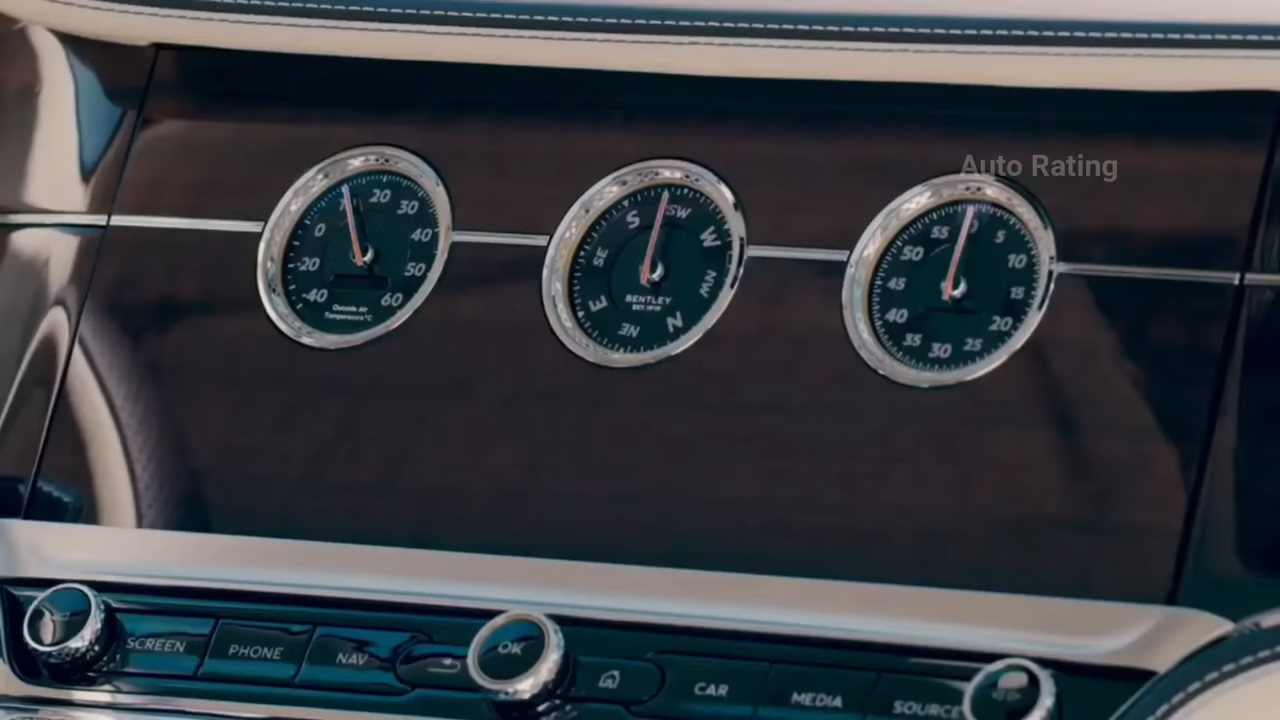 Auto Rating
20
30
0
40
-20
50
-40
60
Outside Air
Temperature °C
S
SW
W
SE
NW
E
BENTLEY
EST. 1919
N
NE
55
5
50
10
45
15
40
20
35
25
30
SCREEN
PHONE
NAV
OK
CAR
MEDIA
SOURCE